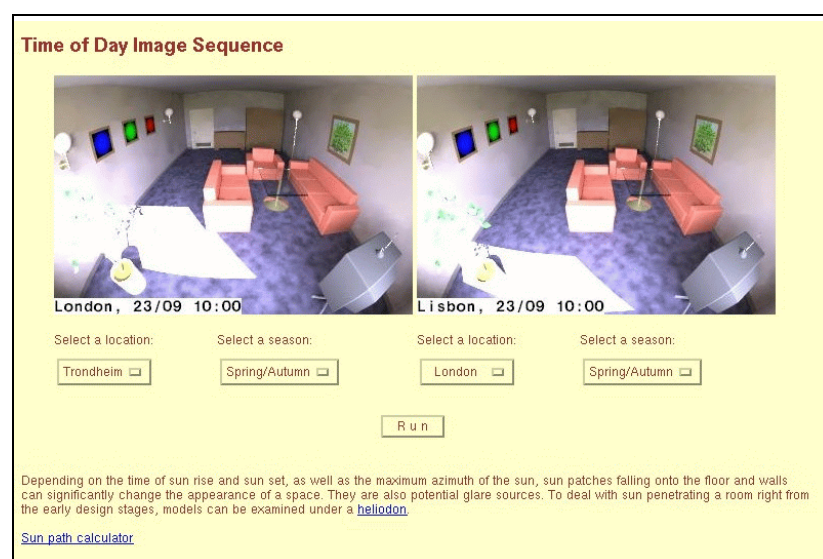 Time of Day Image Sequence
London, 23/09 10:00
Lisbon, 23/09 10:00
Select a location:
Select a season:
Select a location:
Select a season:
Trondheim
Spring/Autumn
London
Spring/Autumn
Run
Depending on the time of sun rise and sun set, as well as the maximum azimuth of the sun, sun patches falling onto the floor and walls
can significantly change the appearance of a space. They are also potential glare sources. To deal with sun penetrating a room right from
the early design stages, models can be examined under a heliodon.
Sun path calculator